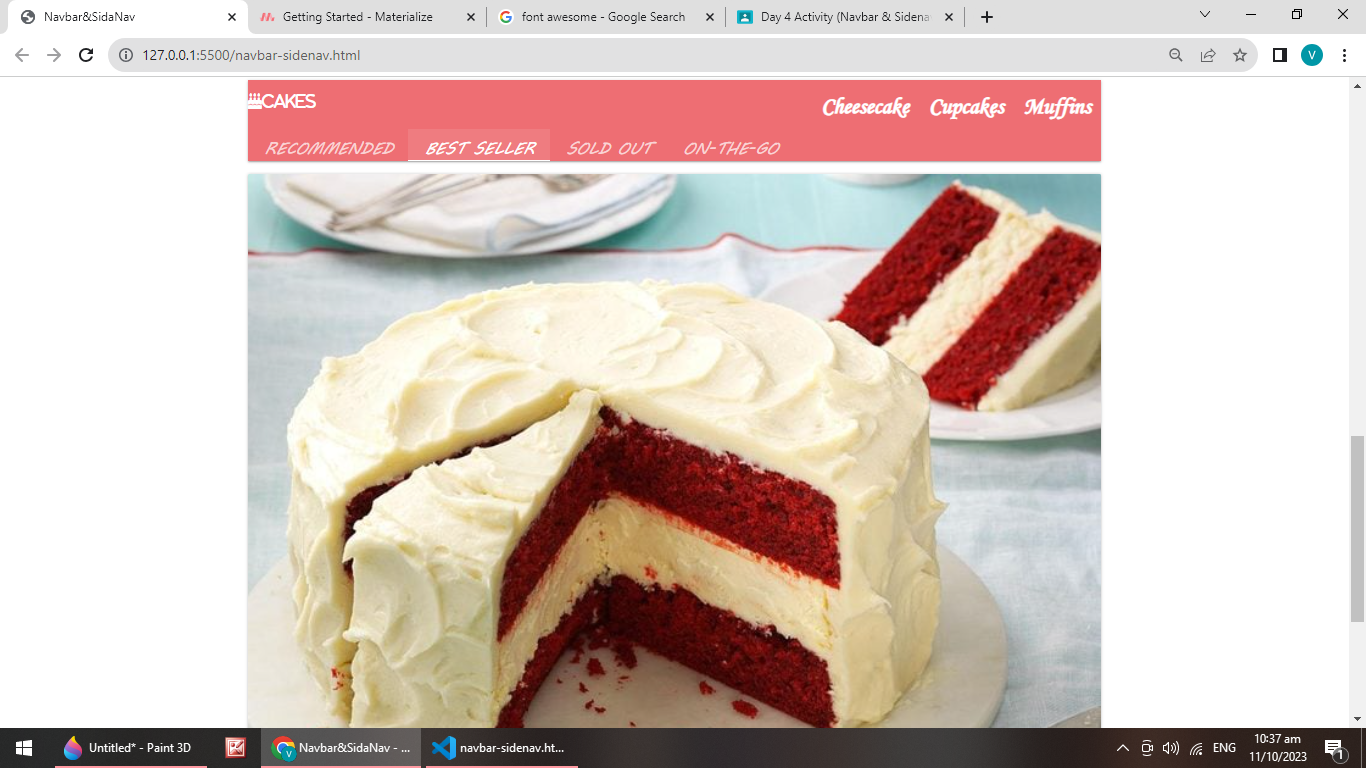 Navbar&SidaNav
Getting Started - Materialize
font awesome - Google Search
Day 4 Activity (Navbar & Sidena
127.0.0.1:5500/navbar-sidenav.html
V
CAKES
Cheesecake Cupcakes Muffins
RECOMMENDED BEST SELLER SOLD OUT ON-THE-GO
Untitled* - Paint 3D
V
Navbar&SidaNav - ...
navbar-sidenav.ht...
ENG
10:37 am
11/10/2023
1